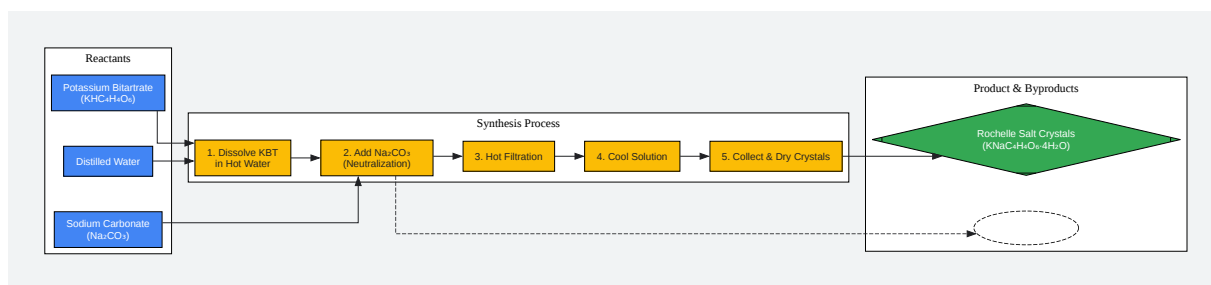 Reactants
Potassium Bitartrate
(KHC₄H₄O₆)
Distilled Water
Sodium Carbonate
(Na₂CO₃)
Synthesis Process
1. Dissolve KBT
in Hot Water
2. Add Na₂CO₃
(Neutralization)
3. Hot Filtration
4. Cool Solution
5. Collect & Dry Crystals
Product & Byproducts
Rochelle Salt Crystals
(KNaC₄H₄O₆·4H₂O)